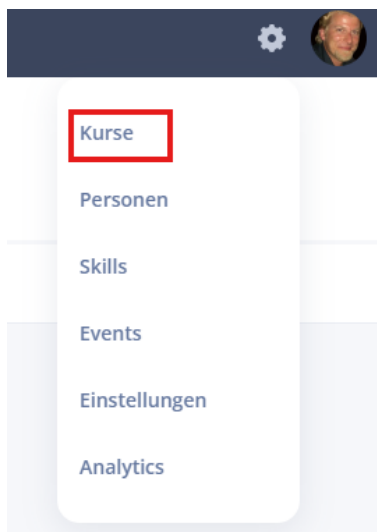 Kurse
Personen
Skills
Events
Einstellungen
Analytics